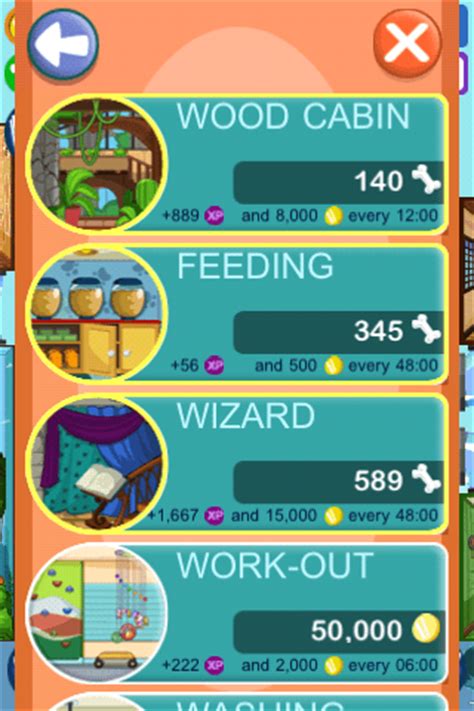 WOOD CABIN
140
+889 XP and 8,000 every 12:00
FEEDING
345
+56 XP and 500 every 48:00
WIZARD
589
+1,667 XP and 15,000 every 48:00
WORK-OUT
50,000
+222 XP and 2,000 every 06:00
WASHING